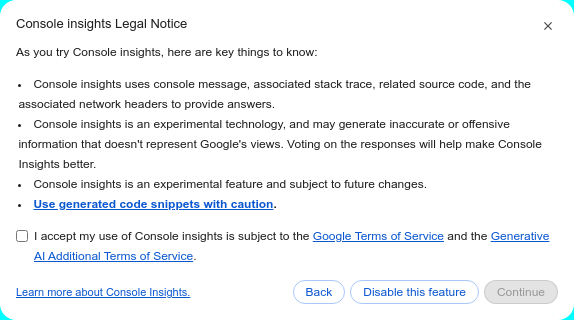 Console insights Legal Notice
As you try Console insights, here are key things to know:
• Console insights uses console message, associated stack trace, related source code, and the
associated network headers to provide answers.
• Console insights is an experimental technology, and may generate inaccurate or offensive
information that doesn't represent Google's views. Voting on the responses will help make Console
Insights better.
• Console insights is an experimental feature and subject to future changes.
• Use generated code snippets with caution.
I accept my use of Console insights is subject to the Google Terms of Service and the Generative
AI Additional Terms of Service.
Learn more about Console Insights. Back Disable this feature Continue